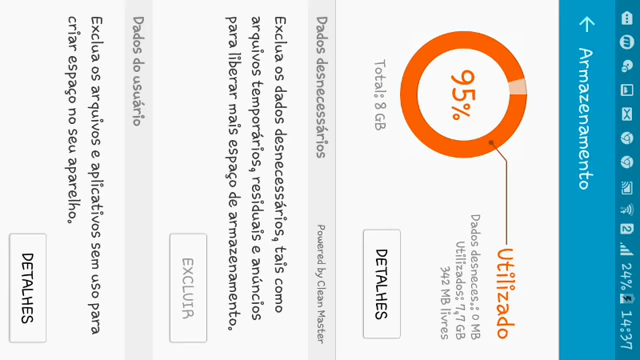 24% 14:37
Armazenamento
95%
Total: 8 GB
Utilizado
Dados desneces.: 0 MB
Utilizados: 7,7 GB
342 MB livres
DETALHES
Dados desnecessários
Powered by Clean Master
Exclua os dados desnecessários, tais como
arquivos temporários, residuais e anúncios
para liberar mais espaço de armazenamento.
EXCLUIR
Dados do usuário
Exclua os arquivos e aplicativos sem uso para
criar espaço no seu aparelho.
DETALHES